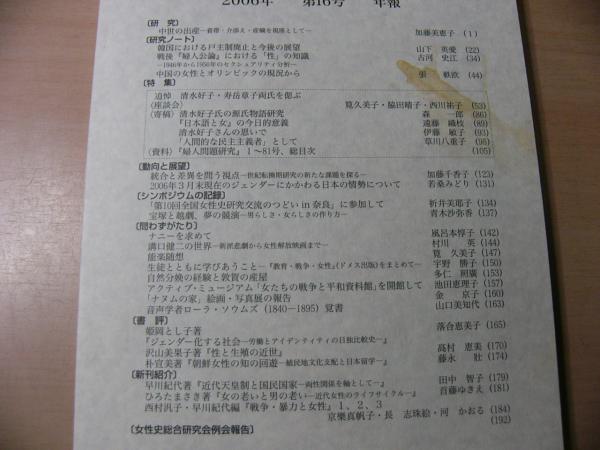 2006年 第16号 年報
〔研 究〕
中世の出産―着帯・介添え・産穢を視座として― 加藤美恵子 (1)
〔研究ノート〕
韓国における戸主制廃止と今後の展望 山下 英愛 (22)
戦後『婦人公論』における「性」の知識 古河 史江 (34)
―1946年から1950年のセクシュアリティ分析―
中国の女性とオリンピックの現況から 張 軼欧 (44)
〔特 集〕
追悼 清水好子・寿岳章子両氏を偲ぶ
〈座談会〉 筧久美子・脇田晴子・西川祐子 (53)
〈寄稿〉清水好子氏の源氏物語研究 森 一郎 (86)
『日本語と女』の今日的意義 遠藤 織枝 (89)
清水好子さんの思いで 伊藤 敏子 (93)
「人間的な民主主義者」として 草川八重子 (96)
〈資料〉『婦人問題研究』1~81号、総目次 (105)
〔動向と展望〕
統合と差異を問う視点―世紀転換期研究の新たな課題を探る― 加藤千香子 (123)
2006年3月末現在のジェンダーにかかわる日本の情勢について 若桑みどり (131)
〔シンポジウムの記録〕
「第10回全国女性史研究交流のつどい in 奈良」に参加して 折井美耶子 (134)
宝塚と越劇、夢の競演―男らしさ・女らしさの作り方― 青木沙弥香 (137)
〔問わずがたり〕
ナニーを求めて 風呂本惇子 (142)
溝口健二の世界―新派悲劇から女性解放映画まで― 村川 英 (144)
能楽随想 筧 久美子 (147)
生徒とともに学びあうこと―『教育・戦争・女性』(ドメス出版)をまとめて― 宇野 勝子 (150)
自然分娩の経験と敦賀の産屋 多仁 照廣 (153)
アクティブ・ミュージアム「女たちの戦争と平和資料館」を開館して 池田恵理子 (157)
「ナヌムの家」絵画・写真展の報告 金 京子 (160)
音声学者ローラ・ソウムズ(1840―1895)覚書 山口美知代 (163)
〔書 評〕
姫岡とし子著 落合恵美子 (165)
『ジェンダー化する社会―労働とアイデンティティの日独比較史―』
沢山美果子著『性と生殖の近世』 高村 恵美 (170)
朴宣美著『朝鮮女性の知の回遊―植民地文化支配と日本留学―』 藤永 壮 (174)
〔新刊紹介〕
早川紀代著『近代天皇制と国民国家―両性関係を軸として―』 田中 智子 (179)
ひろたまさき著『女の老いと男の老い―近代女性のライフサイクル―』 首藤ゆきえ (181)
西村汎子・早川紀代編『戦争・暴力と女性』1、2、3
京樂真帆子・長 志珠絵・河 かおる (184)
〔女性史総合研究会例会報告〕 (192)